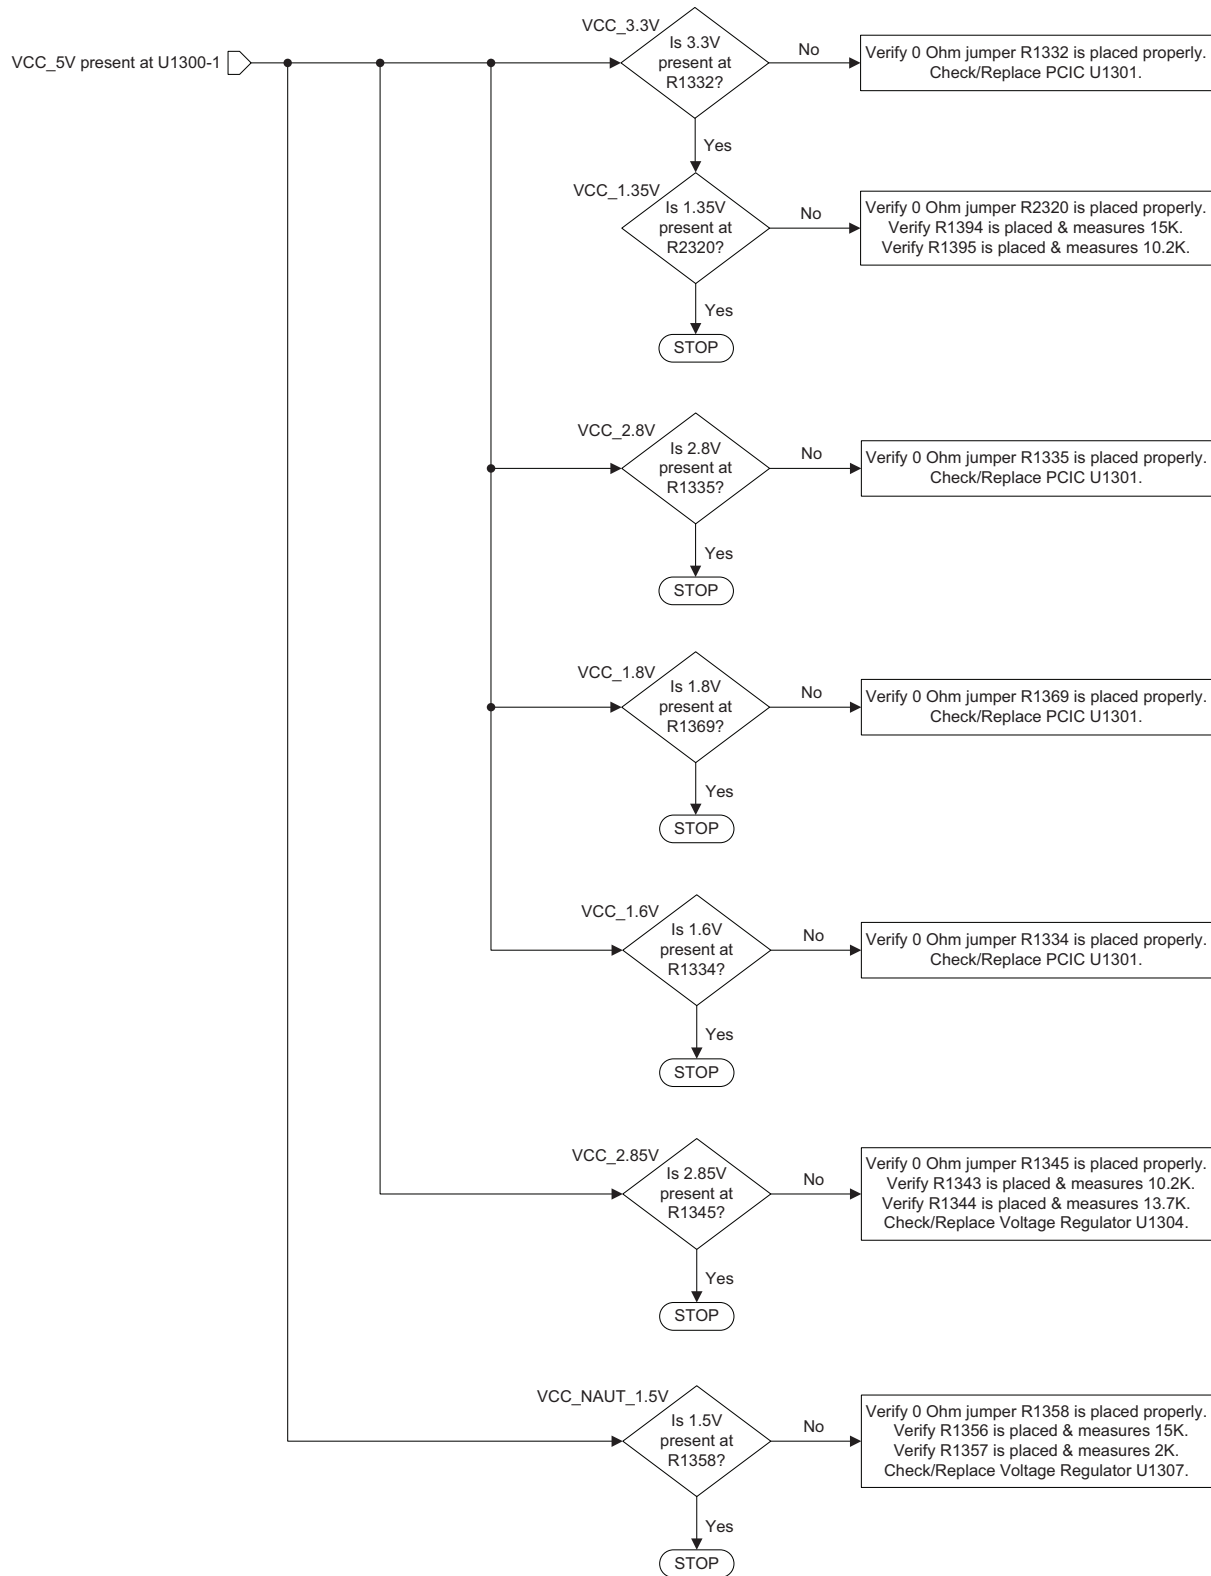 VCC_5V present at U1300-1
VCC_3.3V
Is 3.3V
present at
R1332?
No
Verify 0 Ohm jumper R1332 is placed properly.
Check/Replace PCIC U1301.
Yes
VCC_1.35V
Is 1.35V
present at
R2320?
No
Verify 0 Ohm jumper R2320 is placed properly.
Verify R1394 is placed & measures 15K.
Verify R1395 is placed & measures 10.2K.
Yes
STOP
VCC_2.8V
Is 2.8V
present at
R1335?
No
Verify 0 Ohm jumper R1335 is placed properly.
Check/Replace PCIC U1301.
Yes
STOP
VCC_1.8V
Is 1.8V
present at
R1369?
No
Verify 0 Ohm jumper R1369 is placed properly.
Check/Replace PCIC U1301.
Yes
STOP
VCC_1.6V
Is 1.6V
present at
R1334?
No
Verify 0 Ohm jumper R1334 is placed properly.
Check/Replace PCIC U1301.
Yes
STOP
VCC_2.85V
Is 2.85V
present at
R1345?
No
Verify 0 Ohm jumper R1345 is placed properly.
Verify R1343 is placed & measures 10.2K.
Verify R1344 is placed & measures 13.7K.
Check/Replace Voltage Regulator U1304.
Yes
STOP
VCC_NAUT_1.5V
Is 1.5V
present at
R1358?
No
Verify 0 Ohm jumper R1358 is placed properly.
Verify R1356 is placed & measures 15K.
Verify R1357 is placed & measures 2K.
Check/Replace Voltage Regulator U1307.
Yes
STOP